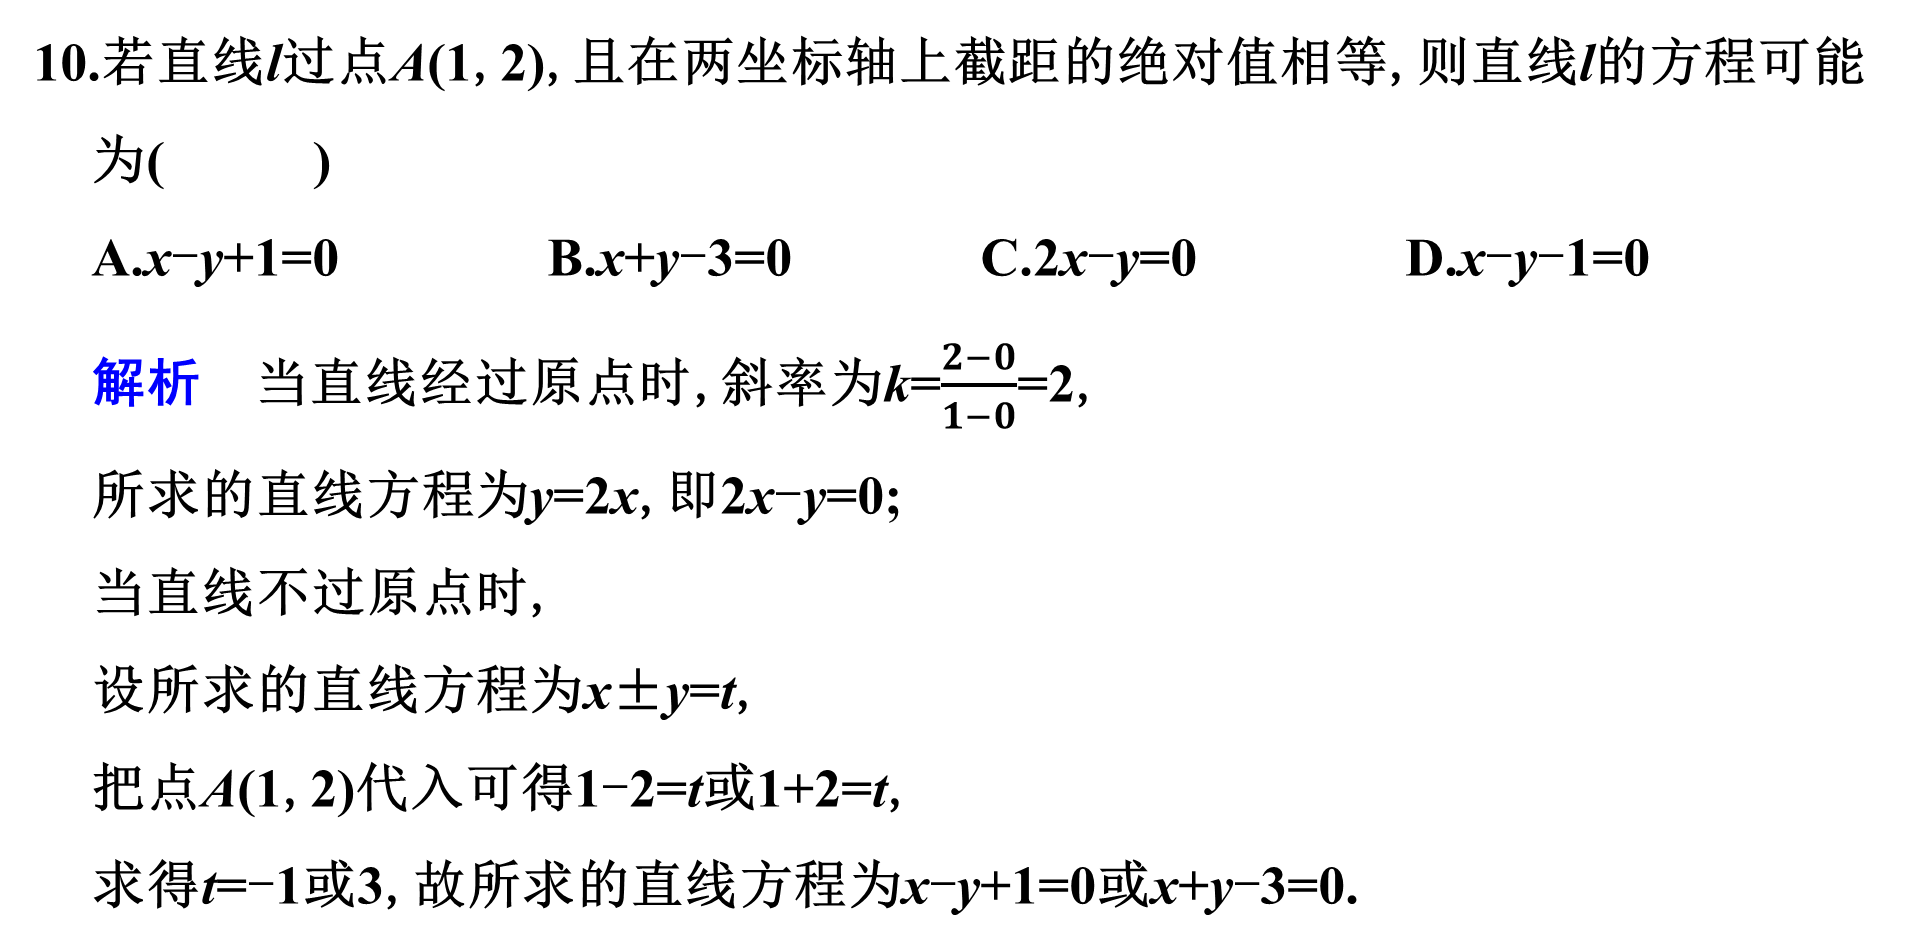 10.若直线l过点A(1, 2), 且在两坐标轴上截距的绝对值相等, 则直线l的方程可能
为(　　)
A.x−y+1=0　B.x+y−3=0　C.2x−y=0　D.x−y−1=0
解析　当直线经过原点时, 斜率为k=\frac{2−0}{1−0}=2,
所求的直线方程为y=2x, 即2x−y=0;
当直线不过原点时,
设所求的直线方程为x±y=t,
把点A(1, 2)代入可得1−2=t或1+2=t,
求得t=−1或3, 故所求的直线方程为x−y+1=0或x+y−3=0.